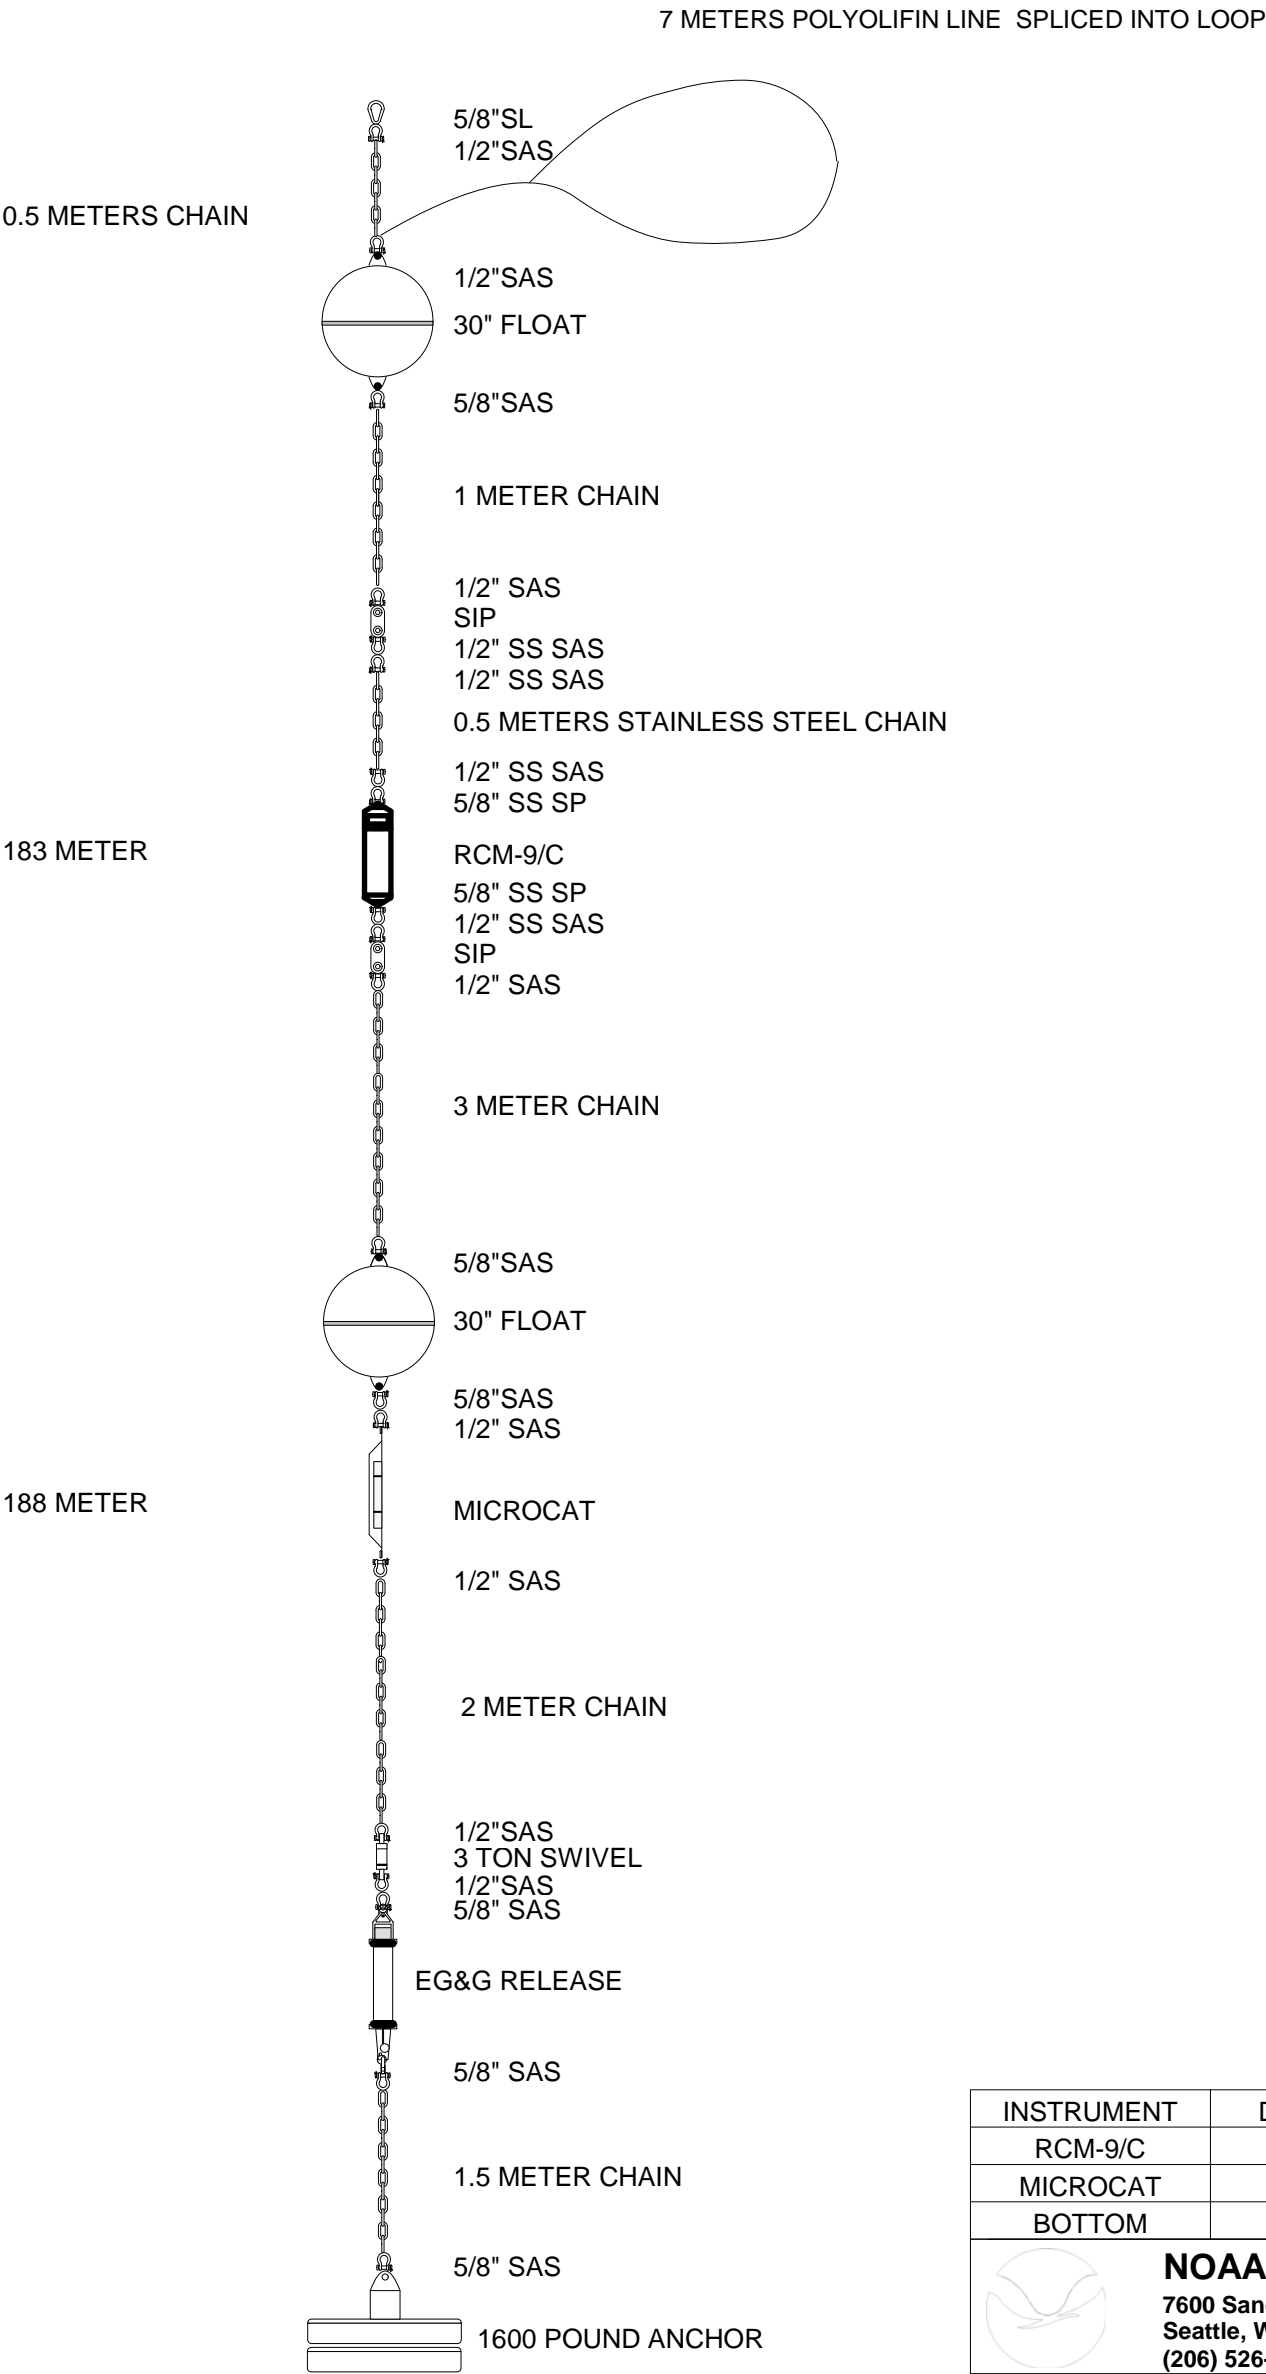 7 METERS POLYOLIFIN LINE SPLICED INTO LOOP
5/8"SL
1/2"SAS
0.5 METERS CHAIN
1/2"SAS
30" FLOAT
5/8"SAS
1 METER CHAIN
1/2" SAS
SIP
1/2" SS SAS
1/2" SS SAS
0.5 METERS STAINLESS STEEL CHAIN
1/2" SS SAS
5/8" SS SP
183 METER
RCM-9/C
5/8" SS SP
1/2" SS SAS
SIP
1/2" SAS
3 METER CHAIN
5/8"SAS
30" FLOAT
5/8"SAS
1/2" SAS
188 METER
MICROCAT
1/2" SAS
2 METER CHAIN
1/2"SAS
3 TON SWIVEL
1/2"SAS
5/8" SAS
EG&G RELEASE
5/8" SAS
1.5 METER CHAIN
5/8" SAS
1600 POUND ANCHOR
INSTRUMENT
RCM-9/C
MICROCAT
BOTTOM
NOAA
7600
Seattle,
(206) 526-